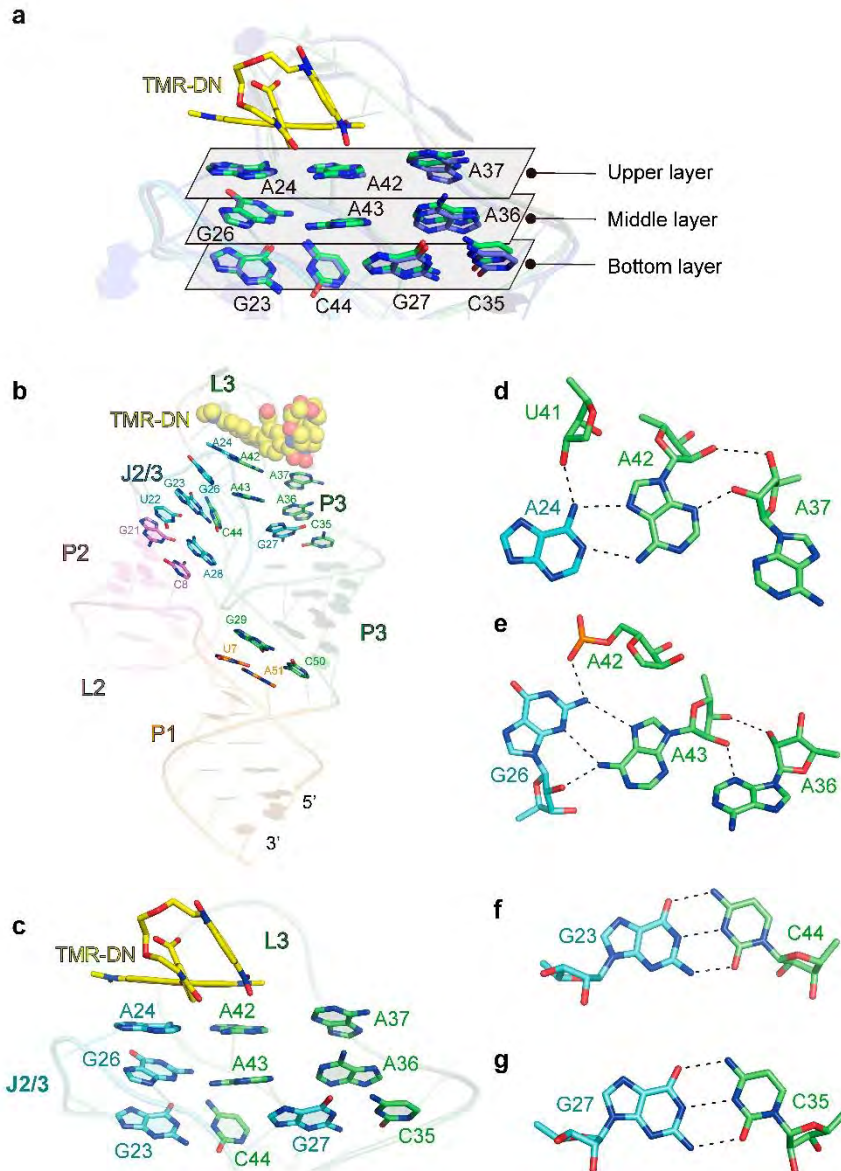 a
TMR-DN
A24
A42
A37
Upper layer
G26
A43
A36
Middle layer
G23
C44
G27
C35
Bottom layer
b
L3
TMR-DN
J2/3
A24
A42
G23
G26
A43
A37
U22
A36
P3
G21
C44
G27
C35
P2
C8
A28
P3
G29
U7
A51
C50
L2
P1
5’
3’
c
TMR-DN
L3
A24
A42
A37
G26
A43
A36
J2/3
G23
C44
G27
C35
d
U41
A42
A24
A37
e
A42
G26
A43
A36
f
G23
C44
g
G27
C35